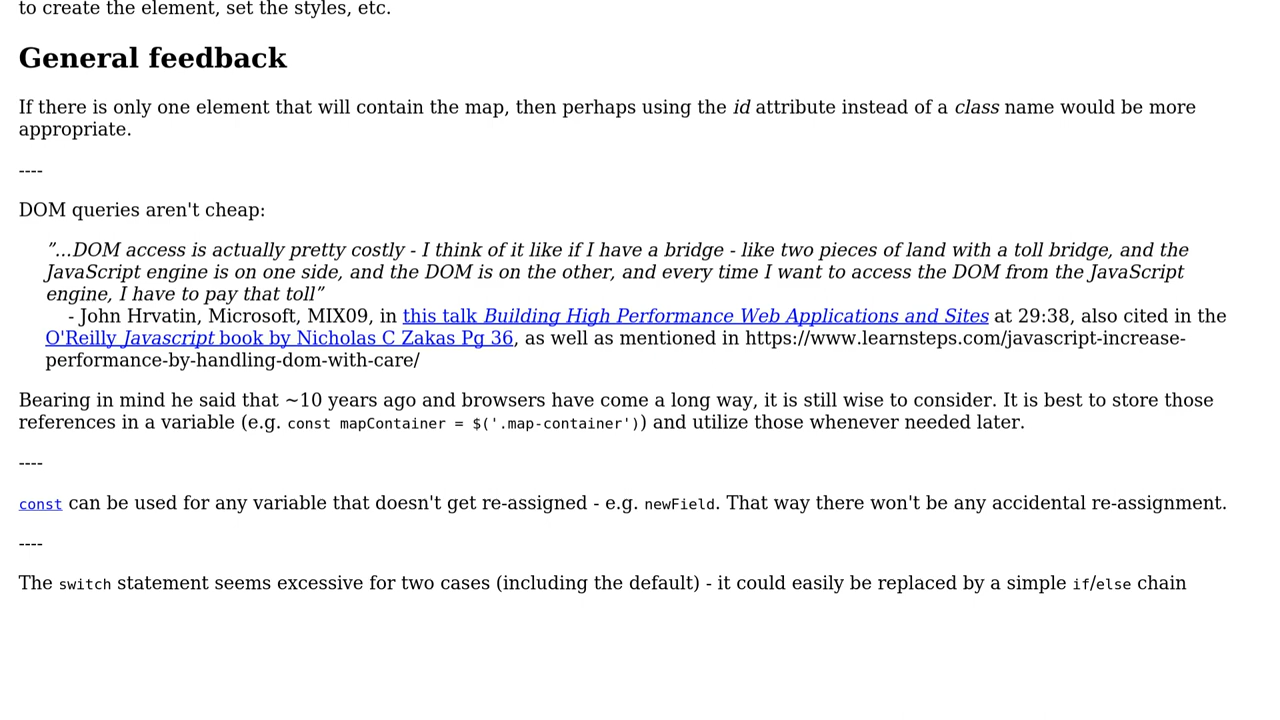 to create the element, set the styles, etc.
General feedback
If there is only one element that will contain the map, then perhaps using the id attribute instead of a class name would be more
appropriate.
----
DOM queries aren't cheap:
”...DOM access is actually pretty costly - I think of it like if I have a bridge - like two pieces of land with a toll bridge, and the
JavaScript engine is on one side, and the DOM is on the other, and every time I want to access the DOM from the JavaScript
engine, I have to pay that toll”
- John Hrvatin, Microsoft, MIX09, in this talk Building High Performance Web Applications and Sites at 29:38, also cited in the
O'Reilly Javascript book by Nicholas C Zakas Pg 36, as well as mentioned in https://www.learnsteps.com/javascript-increase-
performance-by-handling-dom-with-care/
Bearing in mind he said that ~10 years ago and browsers have come a long way, it is still wise to consider. It is best to store those
references in a variable (e.g. const mapContainer = $('.map-container')) and utilize those whenever needed later.
----
const can be used for any variable that doesn't get re-assigned - e.g. newField. That way there won't be any accidental re-assignment.
----
The switch statement seems excessive for two cases (including the default) - it could easily be replaced by a simple if/else chain